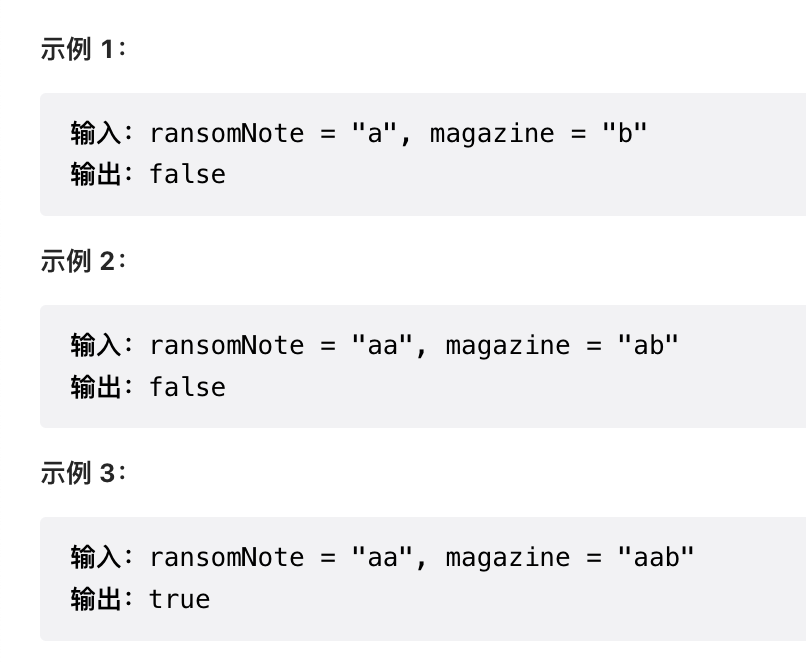 示例 1：
输入：ransomNote = "a", magazine = "b"
输出：false
示例 2：
输入：ransomNote = "aa", magazine = "ab"
输出：false
示例 3：
输入：ransomNote = "aa", magazine = "aab"
输出：true